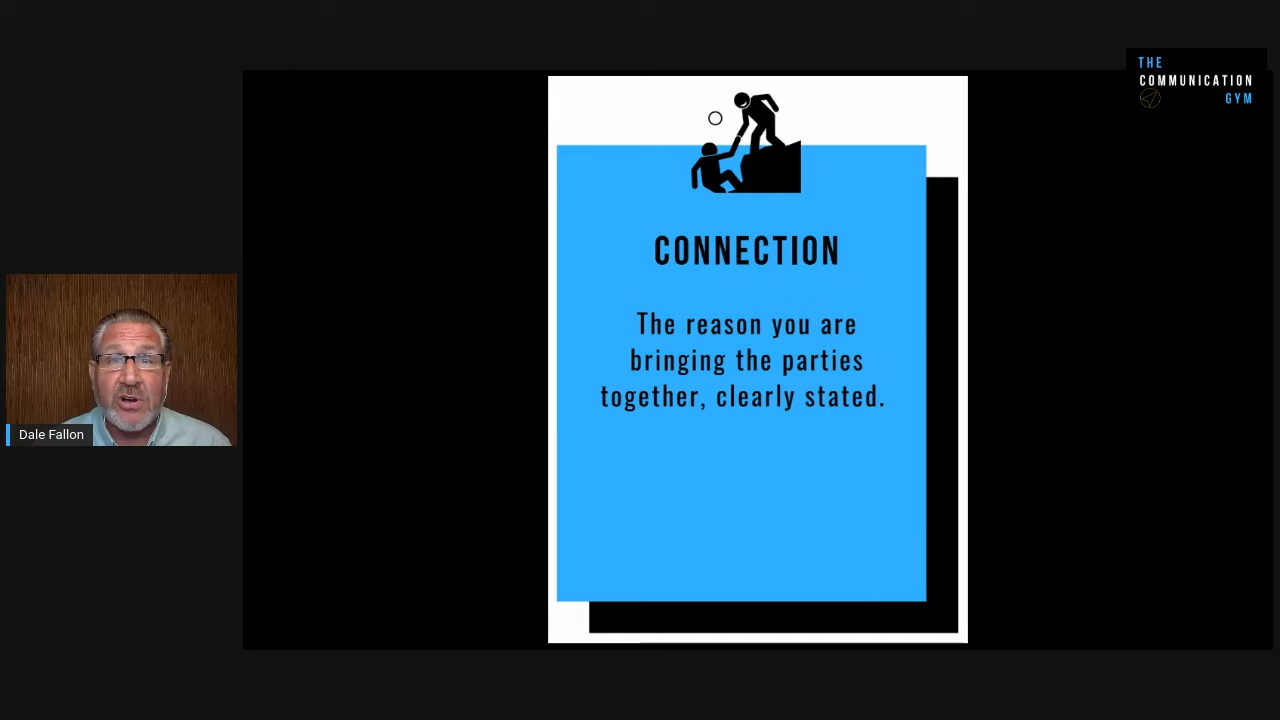 THE
COMMUNICATION
GYM
CONNECTION
The reason you are
bringing the parties
together, clearly stated.
Dale Fallon